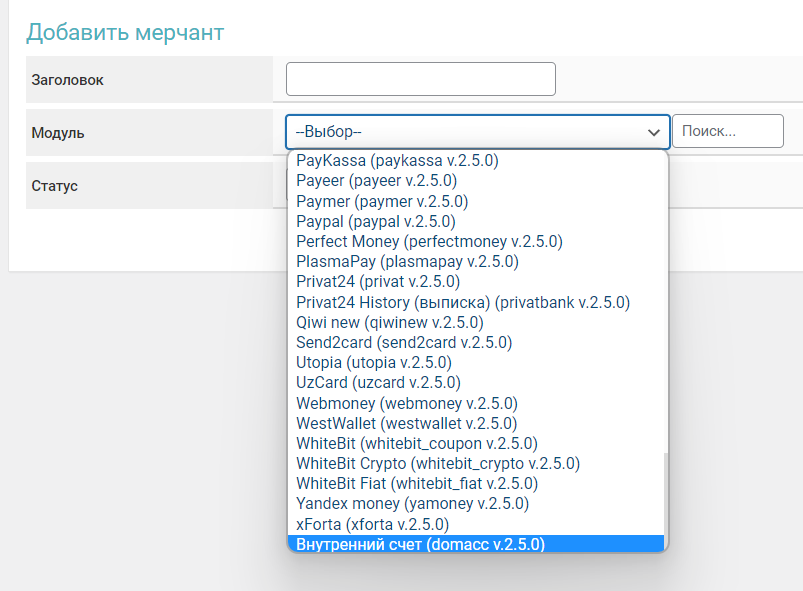 Добавить мерчант
Заголовок
Модуль
--Выбор--
Поиск...
Статус
PayKassa (paykassa v.2.5.0)
Payeer (payeer v.2.5.0)
Paymer (paymer v.2.5.0)
Paypal (paypal v.2.5.0)
Perfect Money (perfectmoney v.2.5.0)
PlasmaPay (plasmapay v.2.5.0)
Privat24 (privat v.2.5.0)
Privat24 History (выписка) (privatbank v.2.5.0)
Qiwi new (qiwinew v.2.5.0)
Send2card (send2card v.2.5.0)
Utopia (utopia v.2.5.0)
UzCard (uzcard v.2.5.0)
Webmoney (webmoney v.2.5.0)
WestWallet (westwallet v.2.5.0)
WhiteBit (whitebit_coupon v.2.5.0)
WhiteBit Crypto (whitebit_crypto v.2.5.0)
WhiteBit Fiat (whitebit_fiat v.2.5.0)
Yandex money (yamoney v.2.5.0)
xForta (xforta v.2.5.0)
Внутренний счет (domacc v.2.5.0)